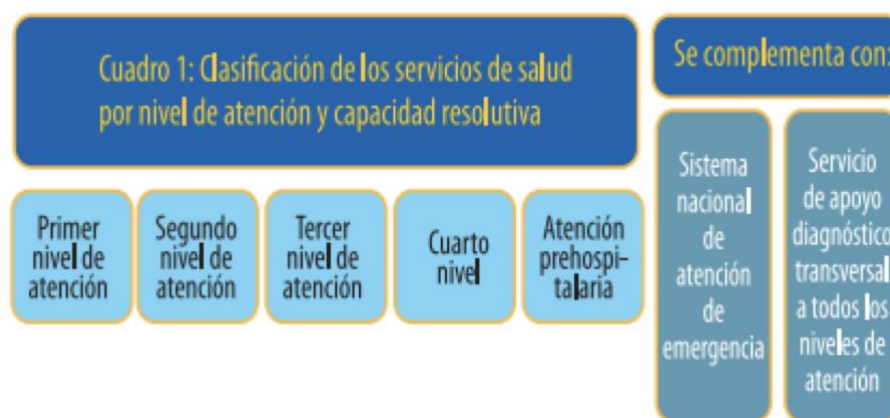 Cuadro 1: Clasificación de los servicios de salud
por nivel de atención y capacidad resolutiva
Se complementa con:
Primer
nivel de
atención
Segundo
nivel de
atención
Tercer
nivel de
atención
Cuarto
nivel
Atención
prehospi-
talaria
Sistema
nacional
de
atención
de
emergencia
Servicio
de apoyo
diagnóstico
transversal
a todos los
niveles de
atención